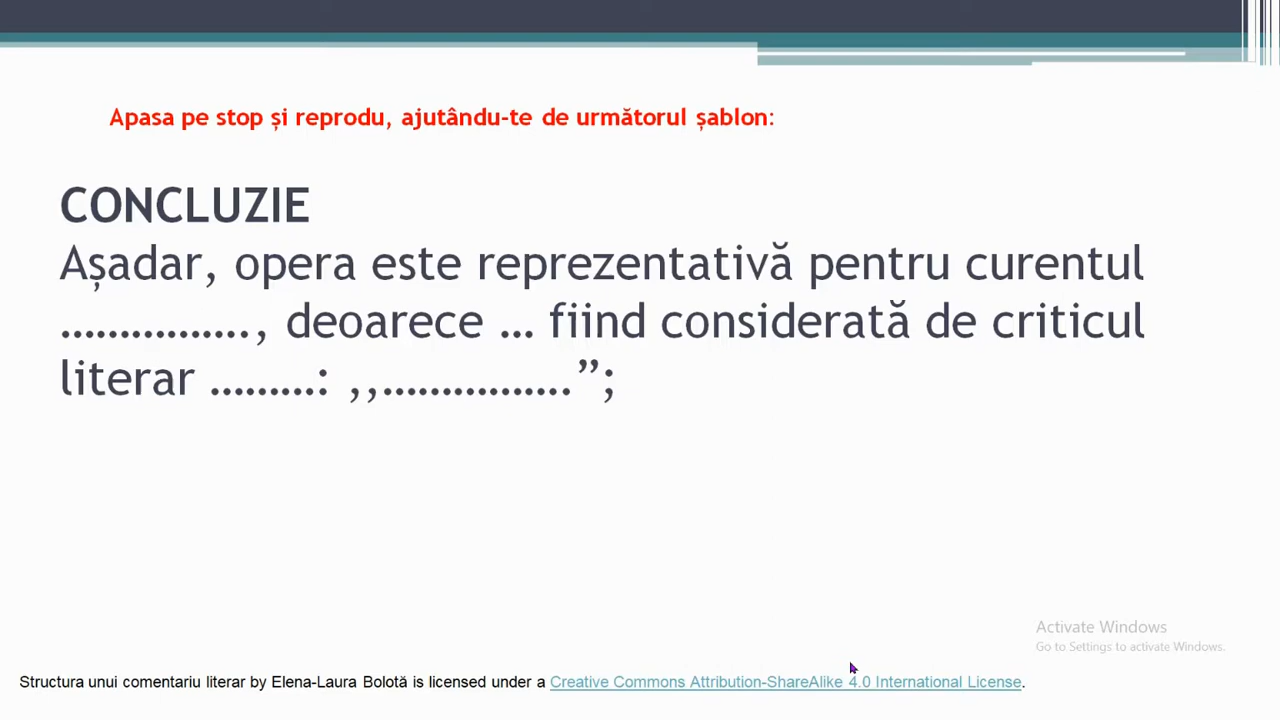 Apasa pe stop și reprodu, ajutându-te de următorul șablon:
CONCLUZIE
Așadar, opera este reprezentativă pentru curentul
……………., deoarece … fiind considerată de criticul
literar ………: ,,…………….”;
Activate Windows
Go to Settings to activate Windows.
Structura unui comentariu literar by Elena-Laura Bolotă is licensed under a Creative Commons Attribution-ShareAlike 4.0 International License.